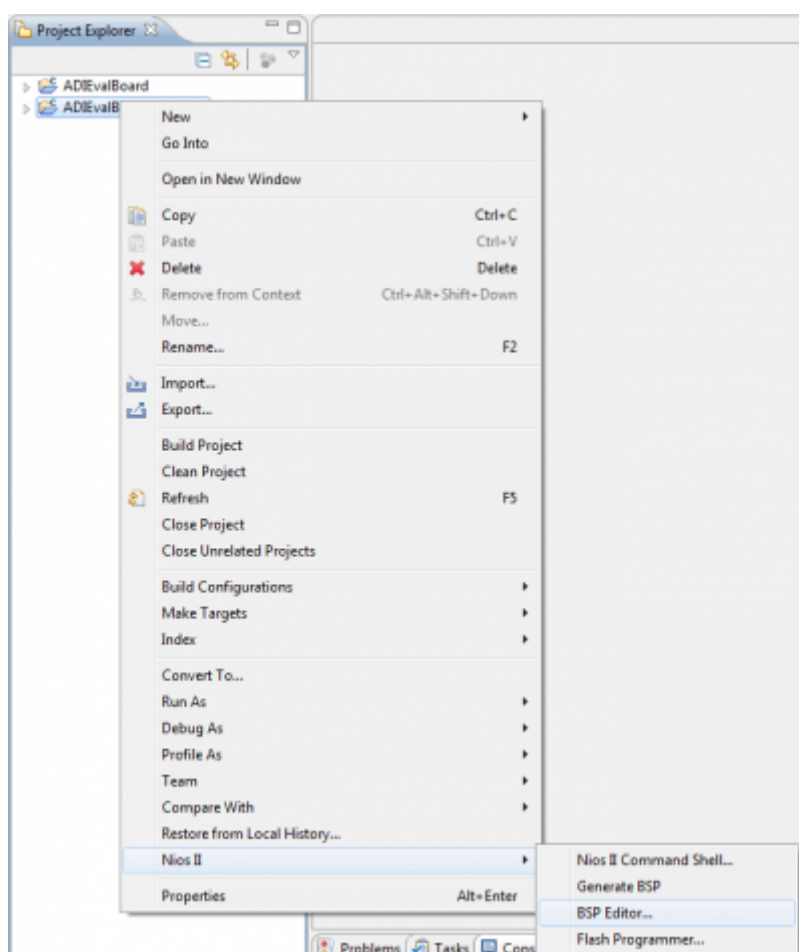 Project Explorer
ADIEvalBoard
ADIEvalB
New
Go Into
Open in New Window
Copy Ctrl+C
Paste Ctrl+V
Delete Delete
Remove from Context Ctrl+Alt+Shift+Down
Move...
Rename... F2
Import...
Export...
Build Project
Clean Project
Refresh F5
Close Project
Close Unrelated Projects
Build Configurations
Make Targets
Index
Convert To...
Run As
Debug As
Profile As
Team
Compare With
Restore from Local History...
Nios II
Properties Alt+Enter
Nios II Command Shell...
Generate BSP
BSP Editor...
Flash Programmer...
Problems Tasks Cons